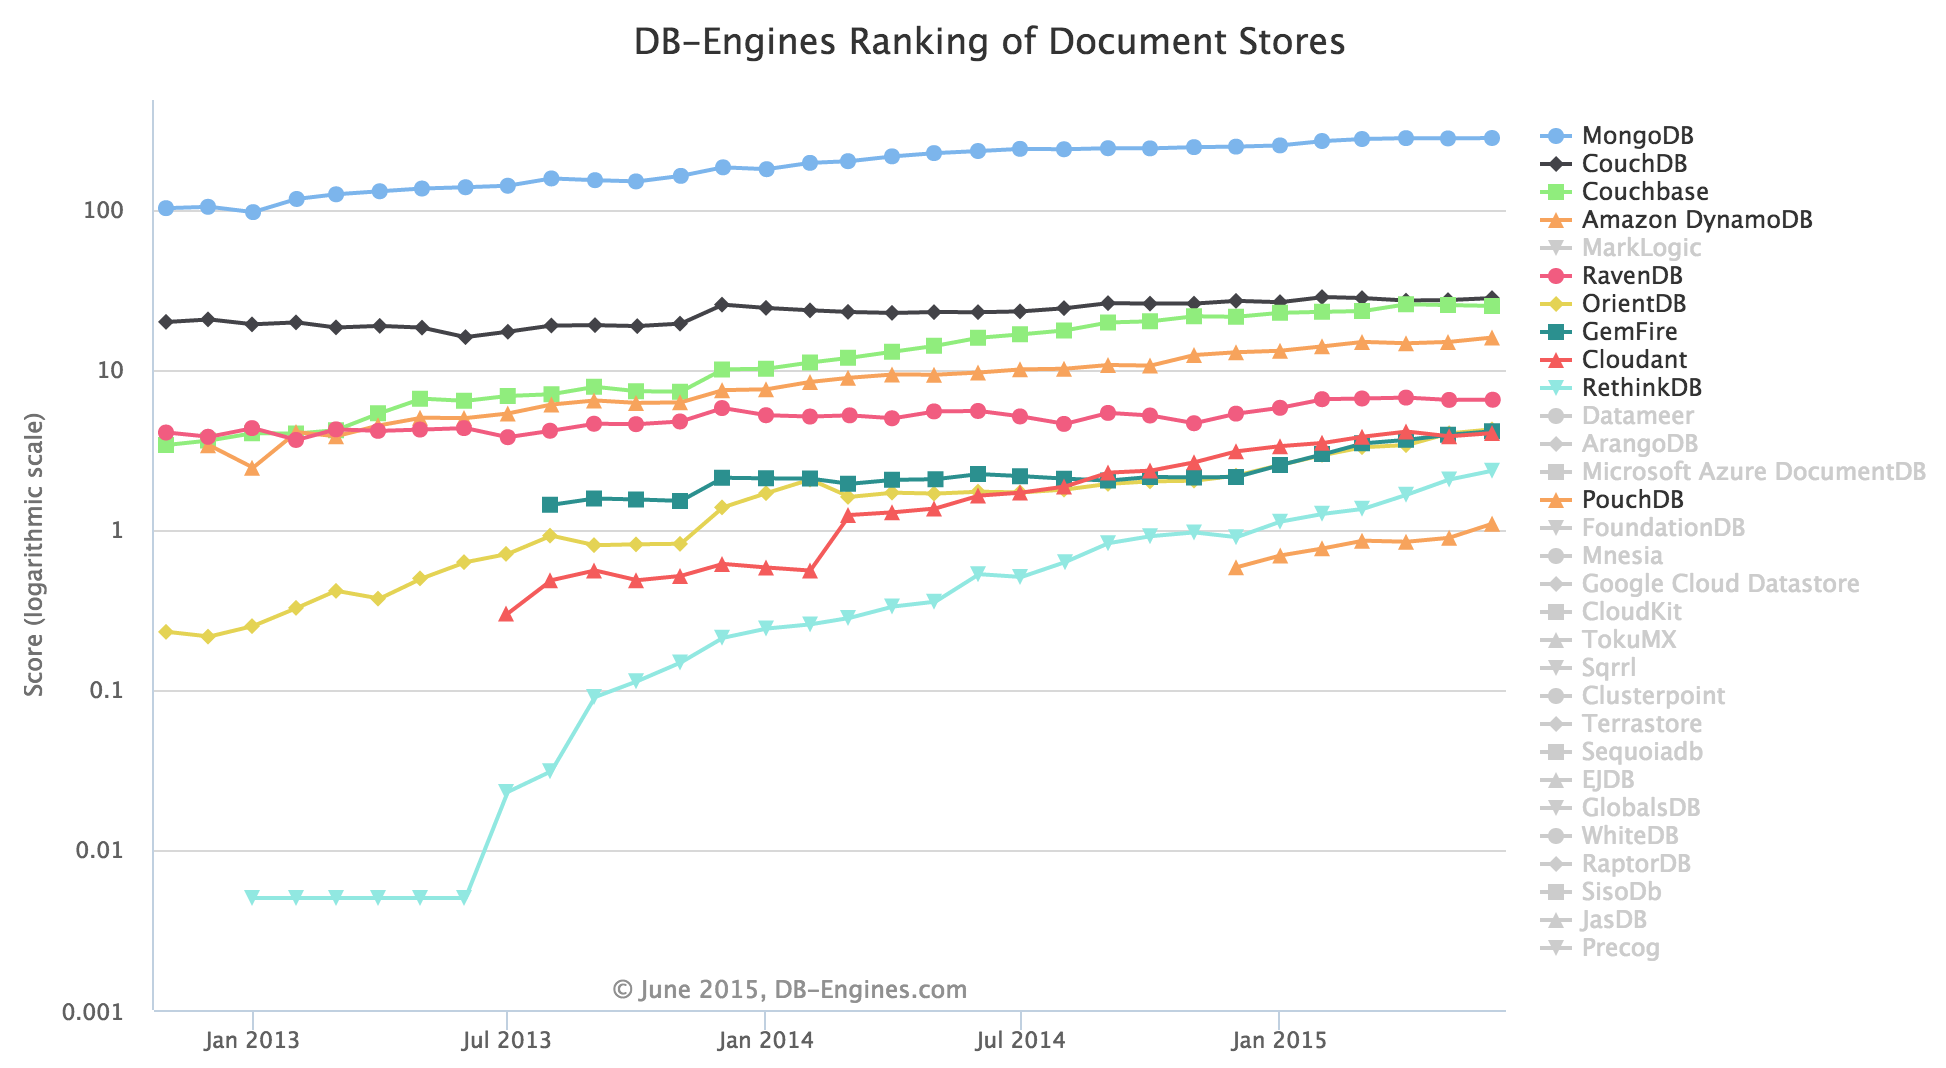 DB-Engines Ranking of Document Stores
Score (logarithmic scale)
100
10
1
0.1
0.01
0.001
Jan 2013
Jul 2013
Jan 2014
Jul 2014
Jan 2015
© June 2015, DB-Engines.com
MongoDB
CouchDB
Couchbase
Amazon DynamoDB
MarkLogic
RavenDB
OrientDB
GemFire
Cloudant
RethinkDB
Datameer
ArangoDB
Microsoft Azure DocumentDB
PouchDB
FoundationDB
Mnesia
Google Cloud Datastore
CloudKit
TokuMX
Sqrrl
Clusterpoint
Terrastore
Sequoiadb
EJDB
GlobalsDB
WhiteDB
RaptorDB
SisoDb
JasDB
Precog